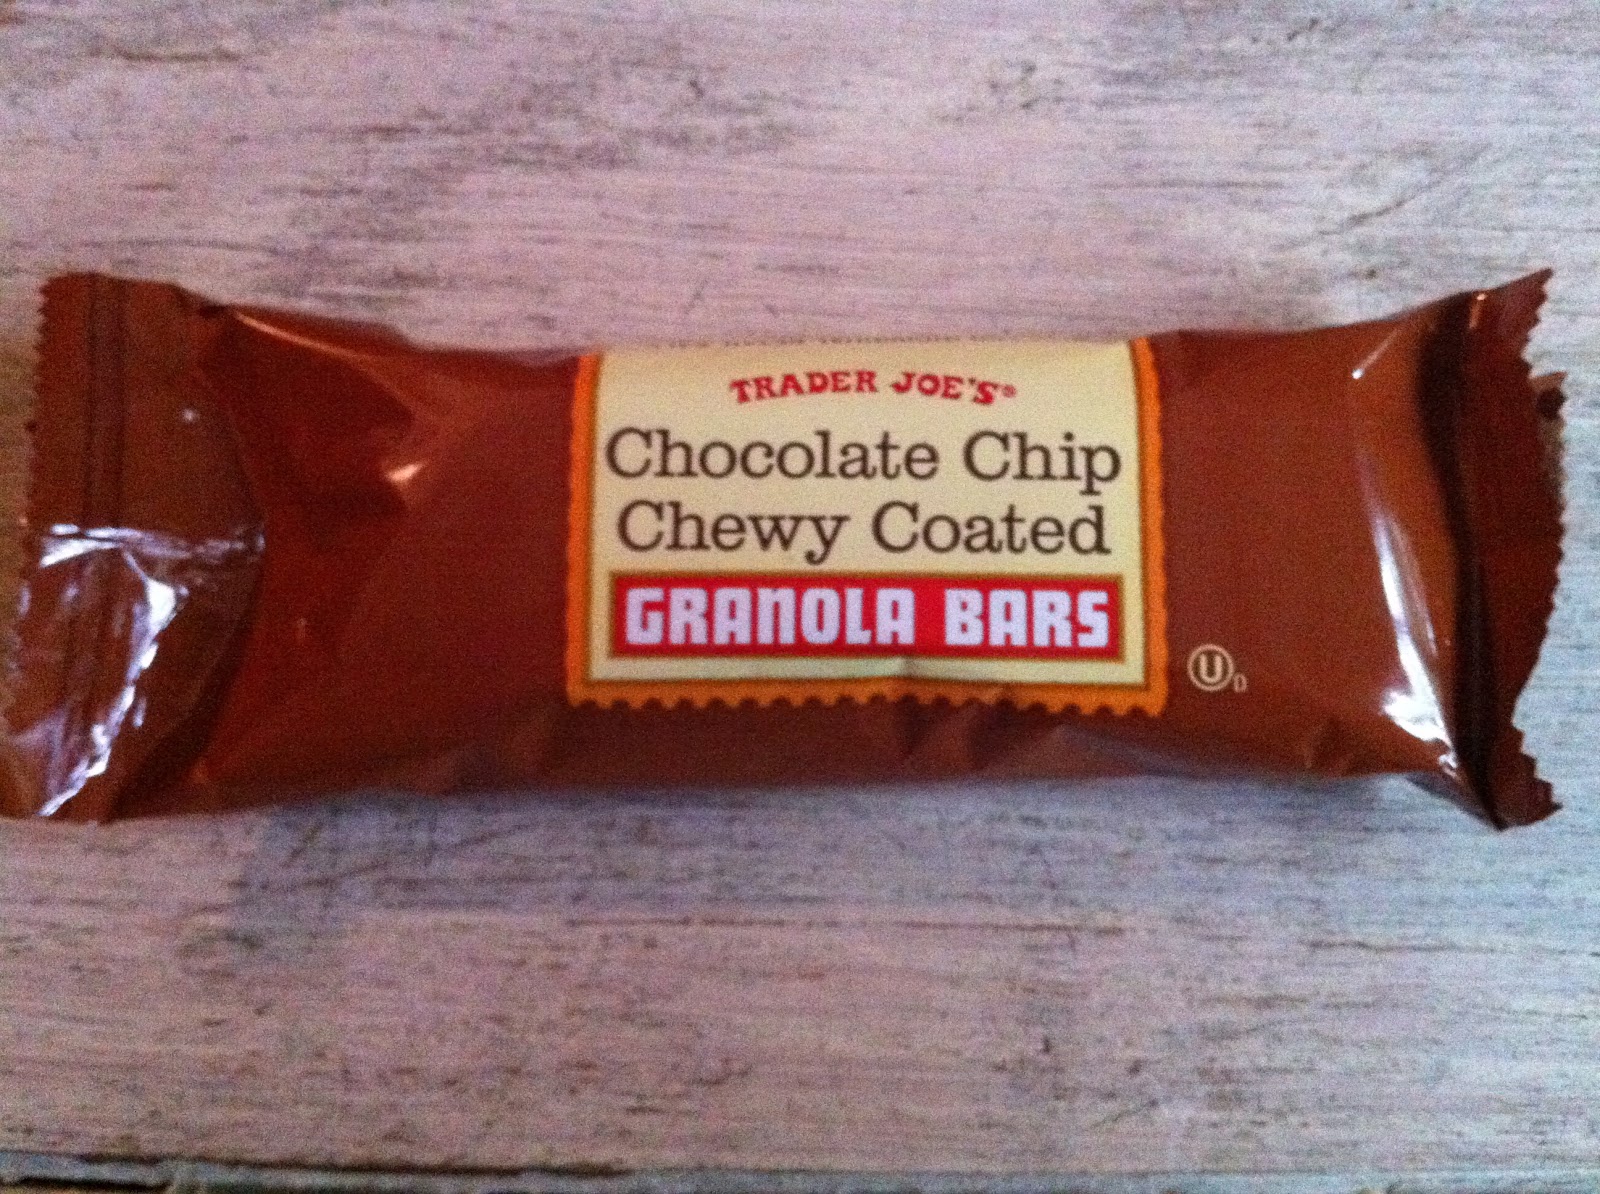 TRADER JOE'S®
Chocolate Chip
Chewy Coated
GRANOLA BARS
U D